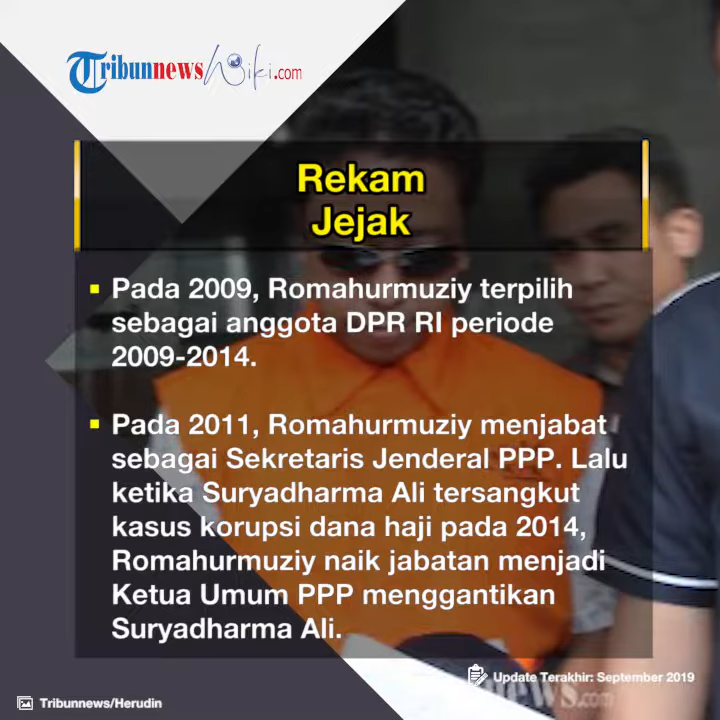 TribunnewsWiki.com
Rekam
Jejak
Pada 2009, Romahurmuziy terpilih
sebagai anggota DPR RI periode
2009-2014.
Pada 2011, Romahurmuziy menjabat
sebagai Sekretaris Jenderal PPP. Lalu
ketika Suryadharma Ali tersangkut
kasus korupsi dana haji pada 2014,
Romahurmuziy naik jabatan menjadi
Ketua Umum PPP menggantikan
Suryadharma Ali.
Update Terakhir: September 2019
ews.com
Tribunnews/Herudin